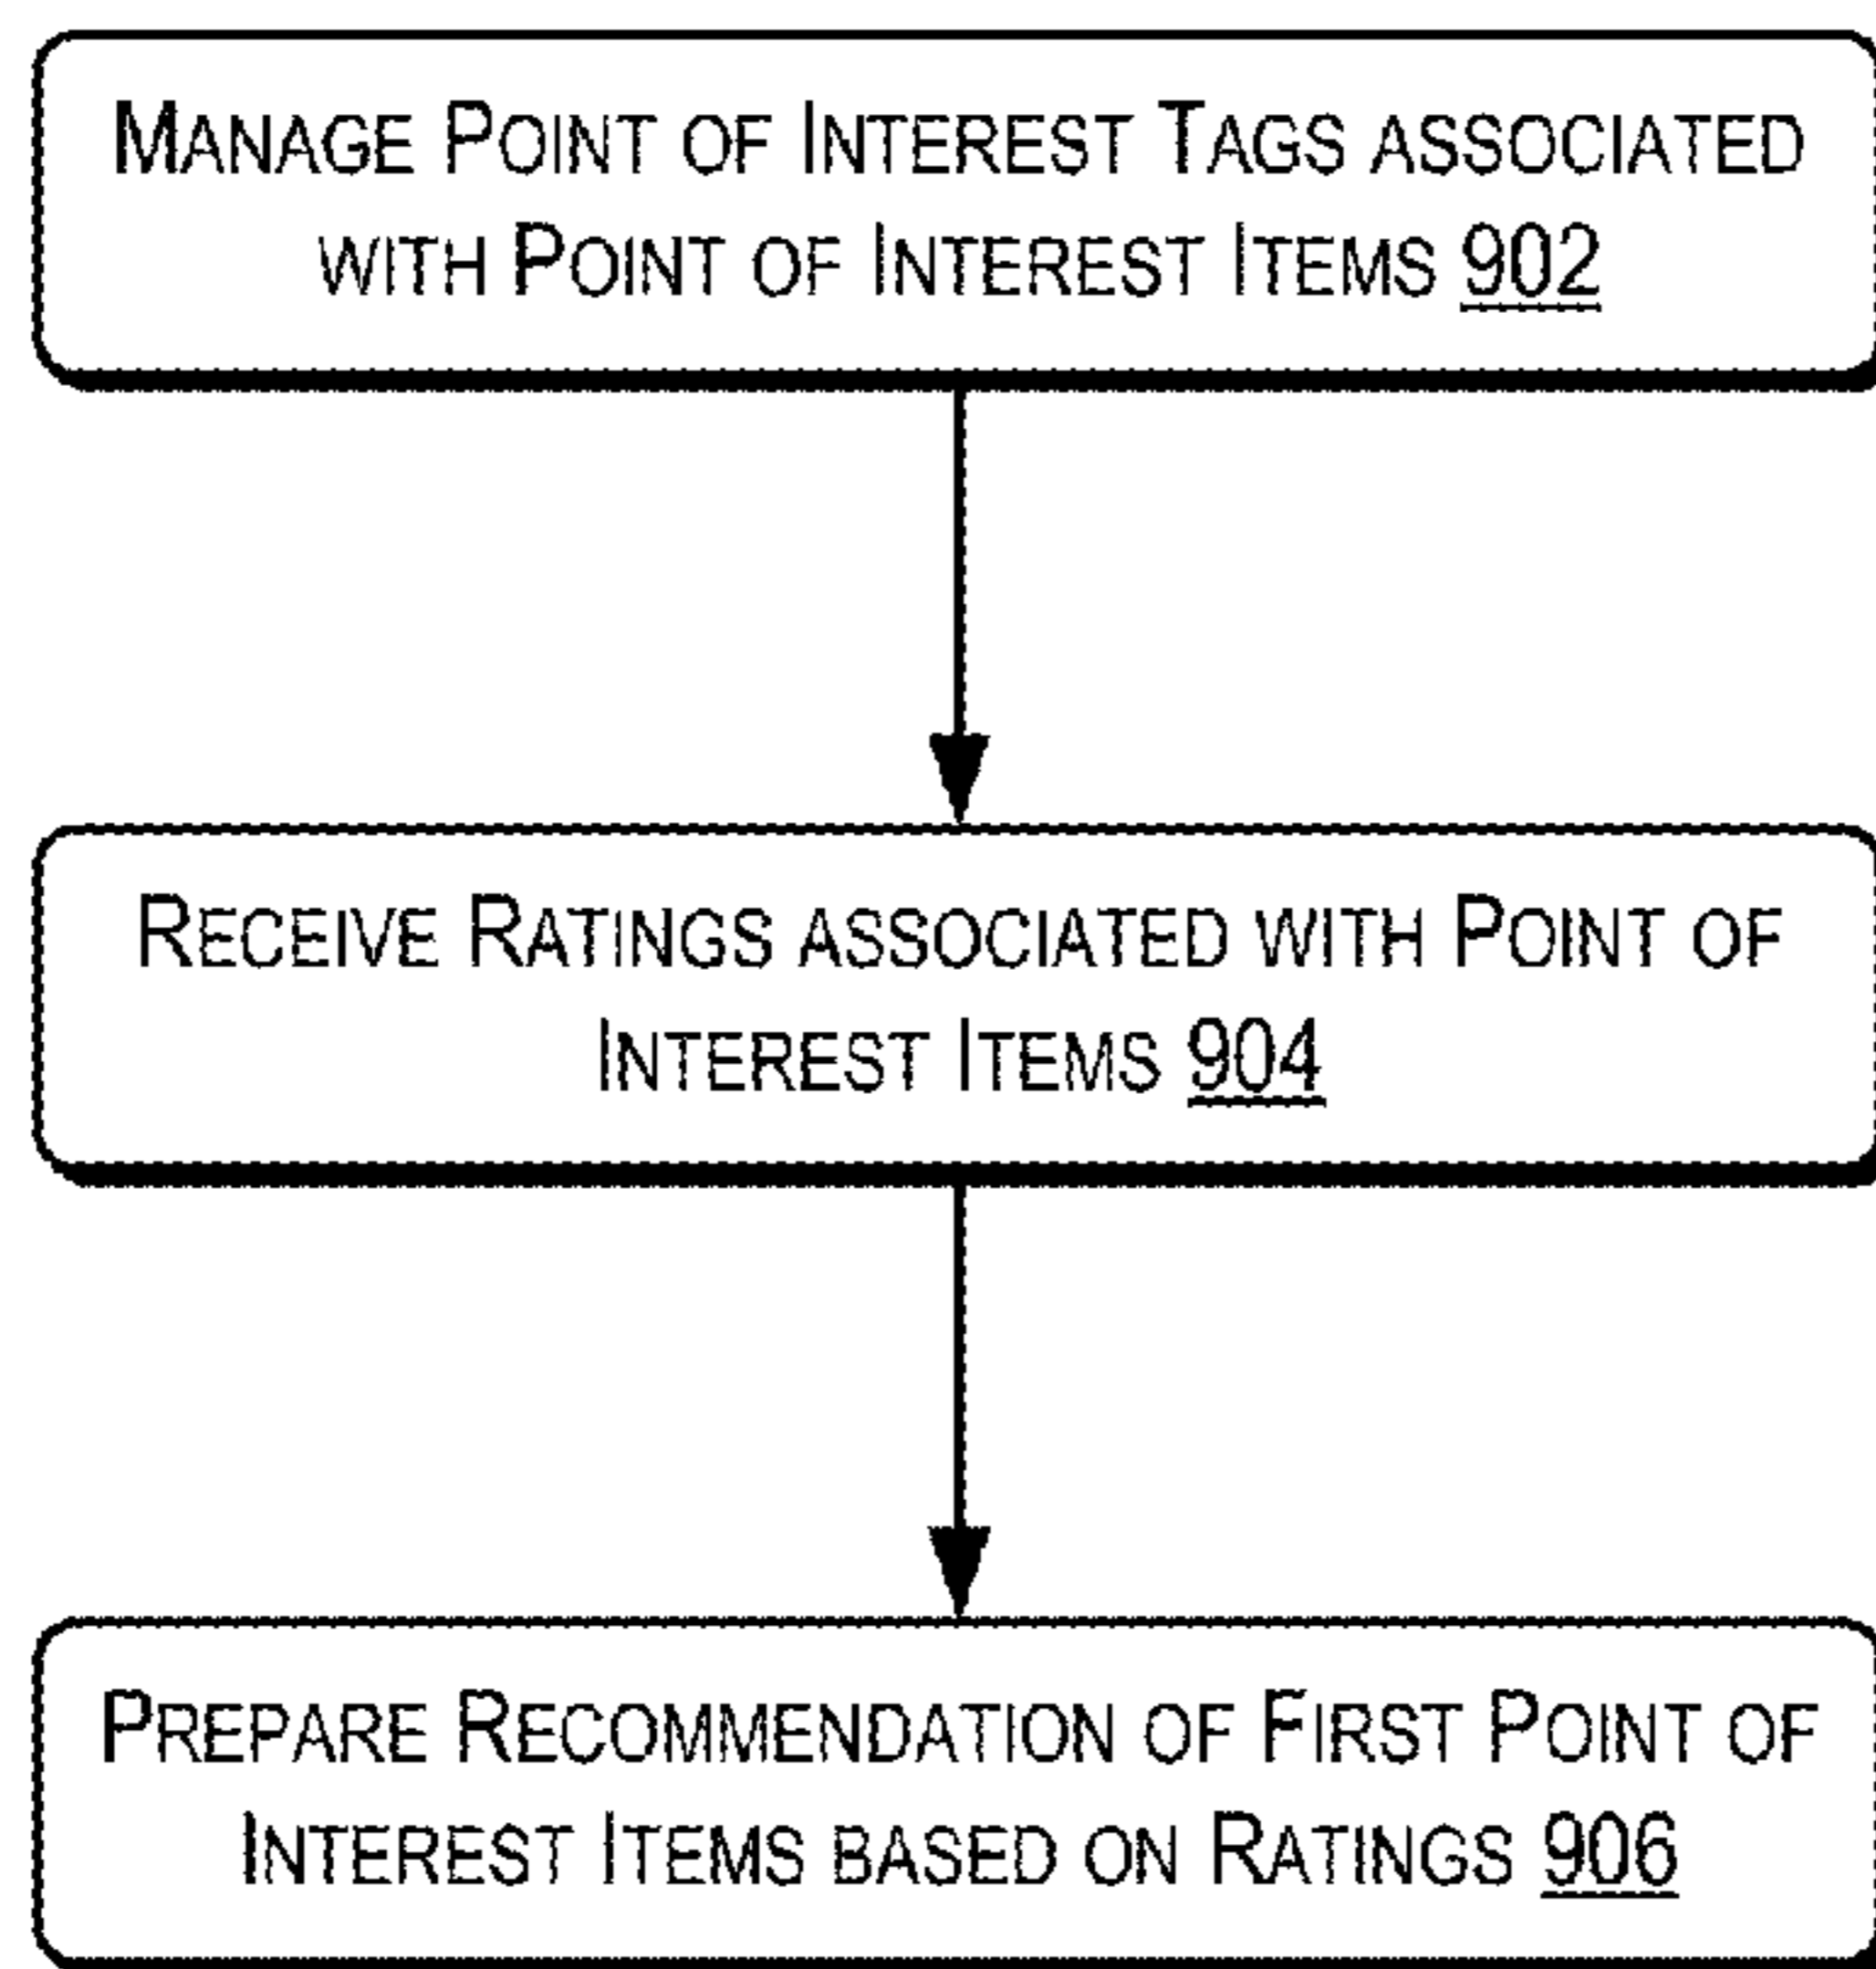 MANAGE POINT OF INTEREST TAGS ASSOCIATED
WITH POINT OF INTEREST ITEMS 902
RECEIVE RATINGS ASSOCIATED WITH POINT OF
INTEREST ITEMS 904
PREPARE RECOMMENDATION OF FIRST POINT OF
INTEREST ITEMS BASED ON RATINGS 906